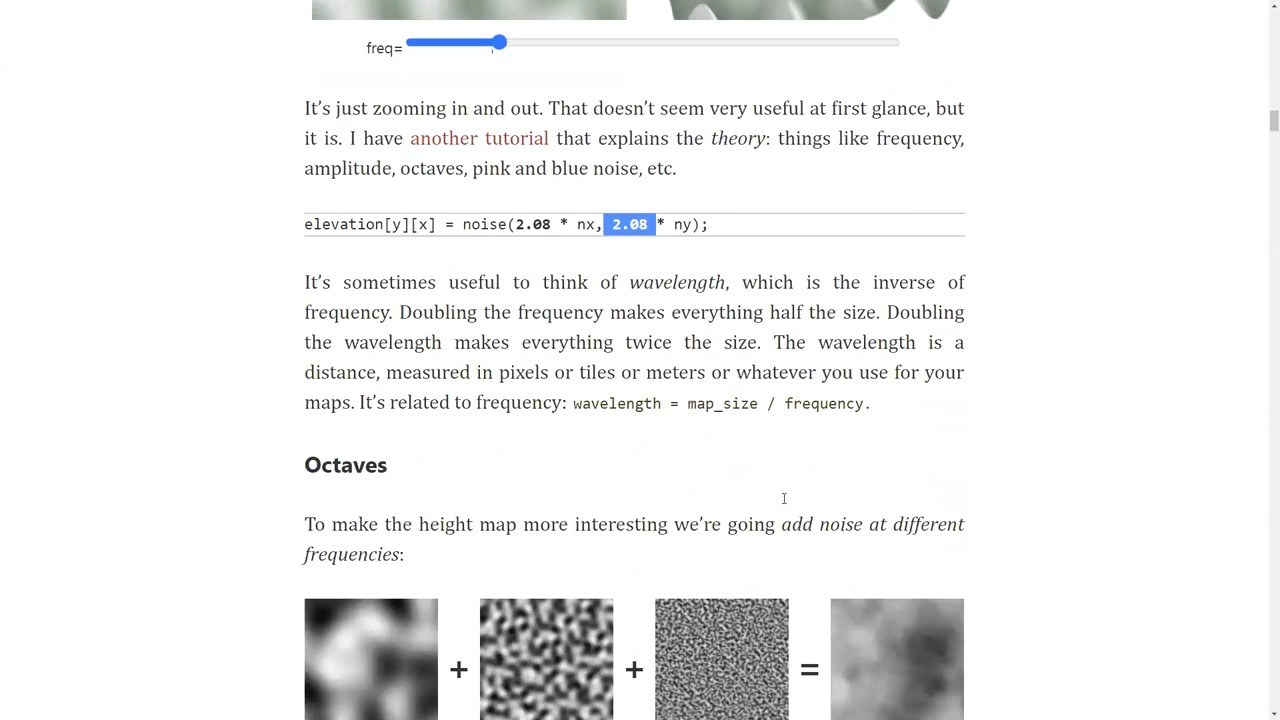 freq=
It’s just zooming in and out. That doesn’t seem very useful at first glance, but
it is. I have another tutorial that explains the theory: things like frequency,
amplitude, octaves, pink and blue noise, etc.
elevation[y][x] = noise(2.08 * nx, 2.08 * ny);
It’s sometimes useful to think of wavelength, which is the inverse of
frequency. Doubling the frequency makes everything half the size. Doubling
the wavelength makes everything twice the size. The wavelength is a
distance, measured in pixels or tiles or meters or whatever you use for your
maps. It’s related to frequency: wavelength = map_size / frequency.
Octaves
To make the height map more interesting we’re going add noise at different
frequencies:
+ + =